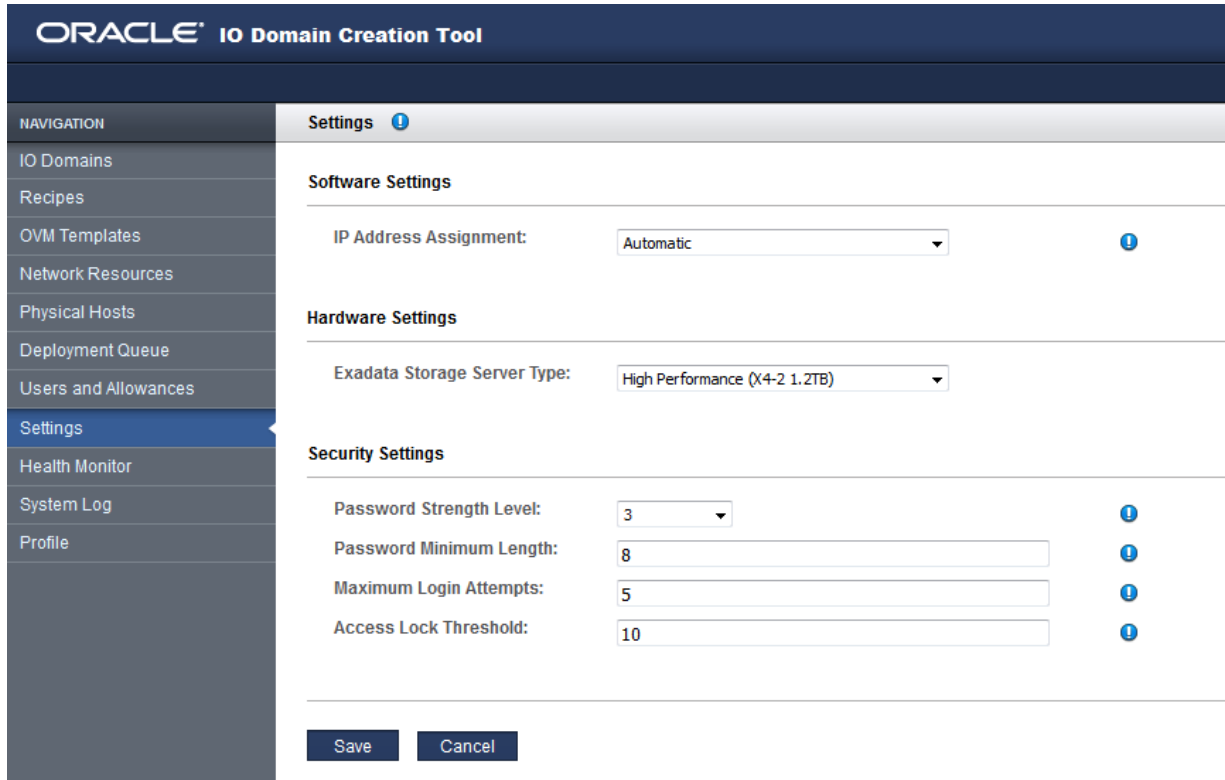 ORACLE IO Domain Creation Tool
NAVIGATION
IO Domains
Recipes
OVM Templates
Network Resources
Physical Hosts
Deployment Queue
Users and Allowances
Settings
Health Monitor
System Log
Profile
Settings
Software Settings
IP Address Assignment: Automatic
Hardware Settings
Exadata Storage Server Type: High Performance (X4-2 1.2TB)
Security Settings
Password Strength Level: 3
Password Minimum Length: 8
Maximum Login Attempts: 5
Access Lock Threshold: 10
Save Cancel